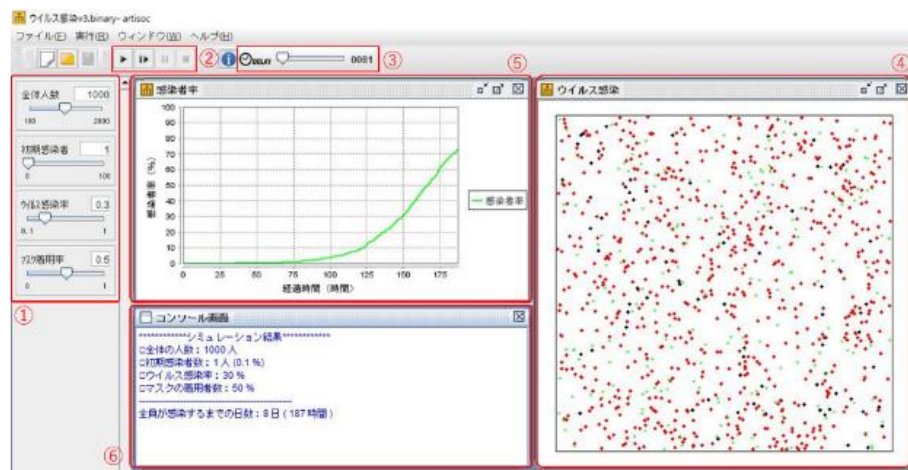 ウイルス感染v3.binary- artisoc
ファイル(E) 実行(R) ウィンドウ(W) ヘルプ(H)
② DELAY 0081 ③
① ⑤ ④
全体人数 1000
100 2000
初期感染者 1
0 100
ウイルス感染率 0.3
0.1 1
マスク着用率 0.5
0 1
感染者率
感染者率 (%)
100
90
80
70
60
50
40
30
20
10
0
0 25 50 75 100 125 150 175
経過時間 (時間)
感染者率
ウイルス感染
コンソール画面
************シミュレーション結果************
□全体の人数：1000人
□初期感染者数：1人(0.1%)
□ウイルス感染率：30 %
□マスクの着用者数：50 %
全員が感染するまでの日数：8日(187時間)
⑥